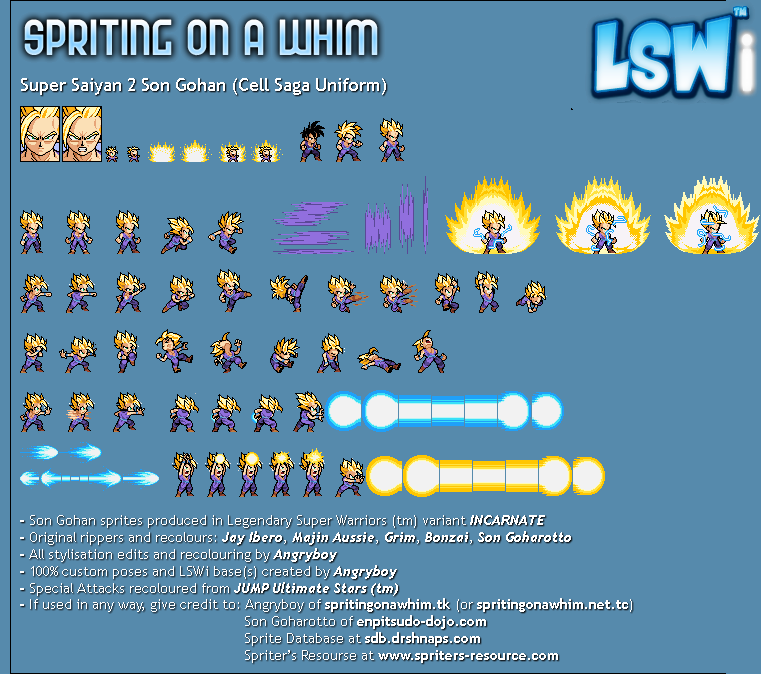 SPRITING ON A WHIM
LSWi™
Super Saiyan 2 Son Gohan (Cell Saga Uniform)
- Son Gohan sprites produced in Legendary Super Warriors (tm) variant INCARNATE
- Original rippers and recolours: Jay Ibero, Majin Aussie, Grim, Bonzai, Son Goharotto
- All stylisation edits and recolouring by Angryboy
- 100% custom poses and LSWi base(s) created by Angryboy
- Special Attacks recoloured from JUMP Ultimate Stars (tm)
- If used in any way, give credit to: Angryboy of spritingonawhim.tk (or spritingonawhim.net.tc)
Son Goharotto of enpitsudo-dojo.com
Sprite Database at sdb.drshnaps.com
Spriter's Resourse at www.spriters-resource.com